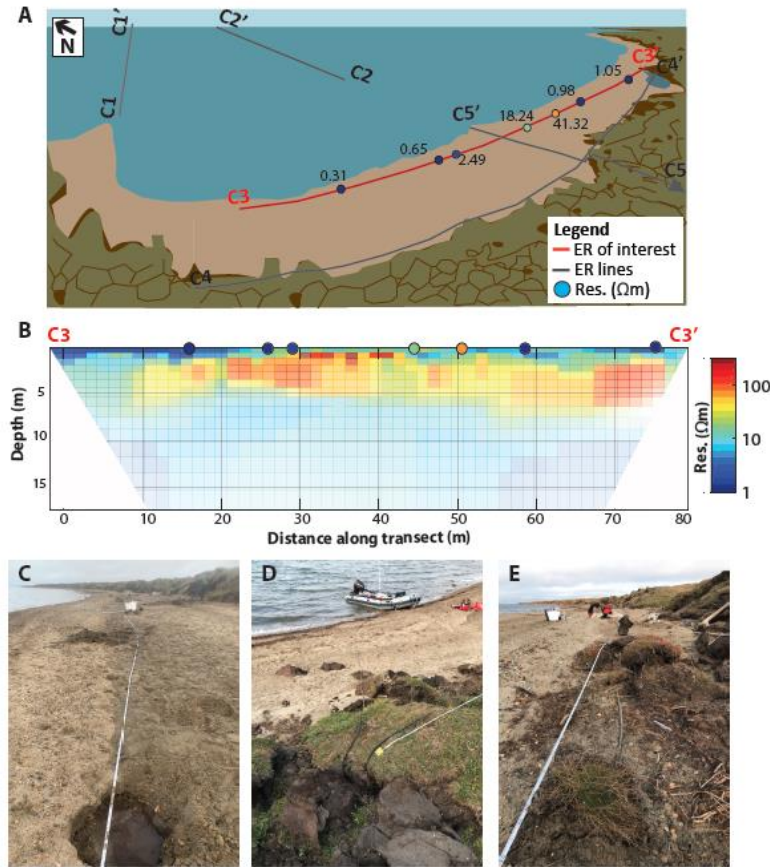 A
N
C1'
C2'
C1
C2
C3'
C4'
1.05
0.98
C5'
18.24
41.32
0.65
2.49
C5
0.31
C3
C4
Legend
ER of interest
ER lines
Res. (Ωm)
B
C3
C3'
5
10
15
Depth (m)
0
10
20
30
40
50
60
70
80
Distance along transect (m)
100
10
1
Res. (Ωm)
C
D
E